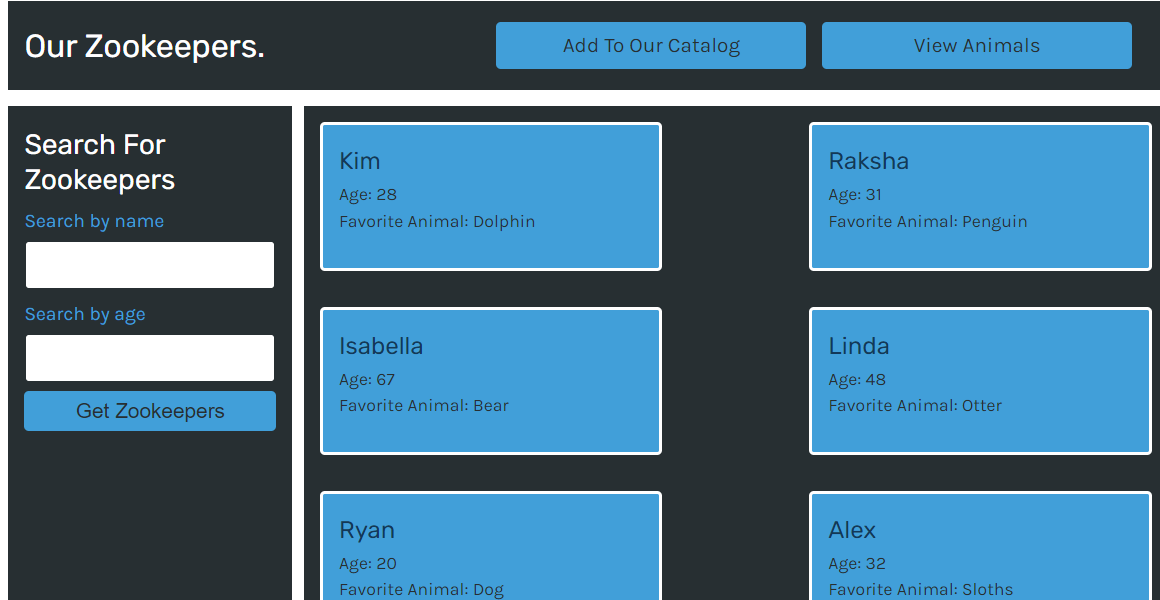 Our Zookeepers.
Add To Our Catalog
View Animals
Search For
Zookeepers
Search by name
Search by age
Get Zookeepers
Kim
Age: 28
Favorite Animal: Dolphin
Raksha
Age: 31
Favorite Animal: Penguin
Isabella
Age: 67
Favorite Animal: Bear
Linda
Age: 48
Favorite Animal: Otter
Ryan
Age: 20
Favorite Animal: Dog
Alex
Age: 32
Favorite Animal: Sloths